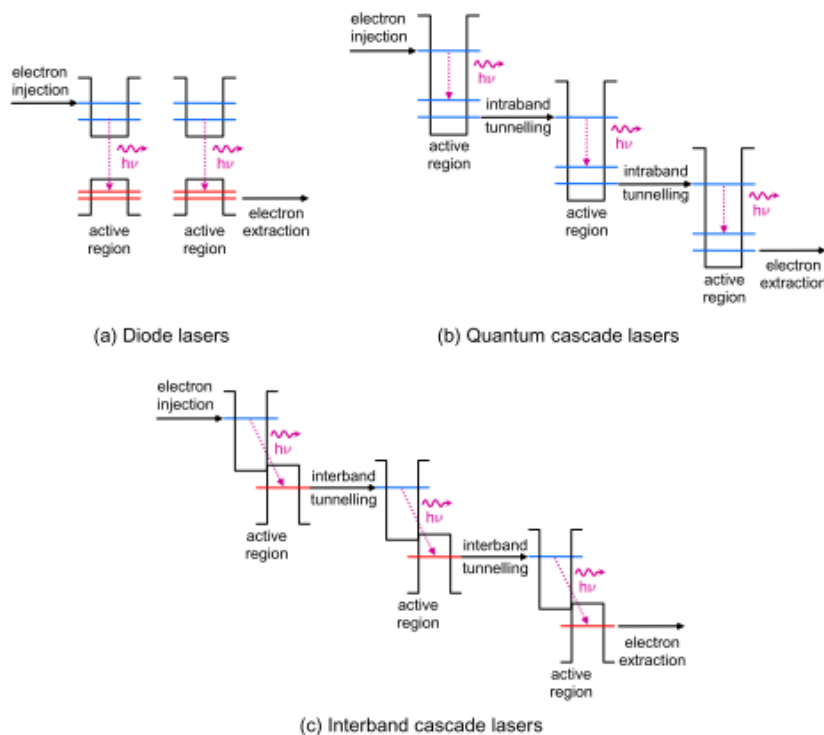 electron
injection
hν
hν
active
region
active
region
electron
extraction
(a) Diode lasers
electron
injection
hν
active
region
intraband
tunnelling
hν
active
region
intraband
tunnelling
hν
active
region
electron
extraction
(b) Quantum cascade lasers
electron
injection
hν
active
region
interband
tunnelling
hν
active
region
interband
tunnelling
hν
active
region
electron
extraction
(c) Interband cascade lasers